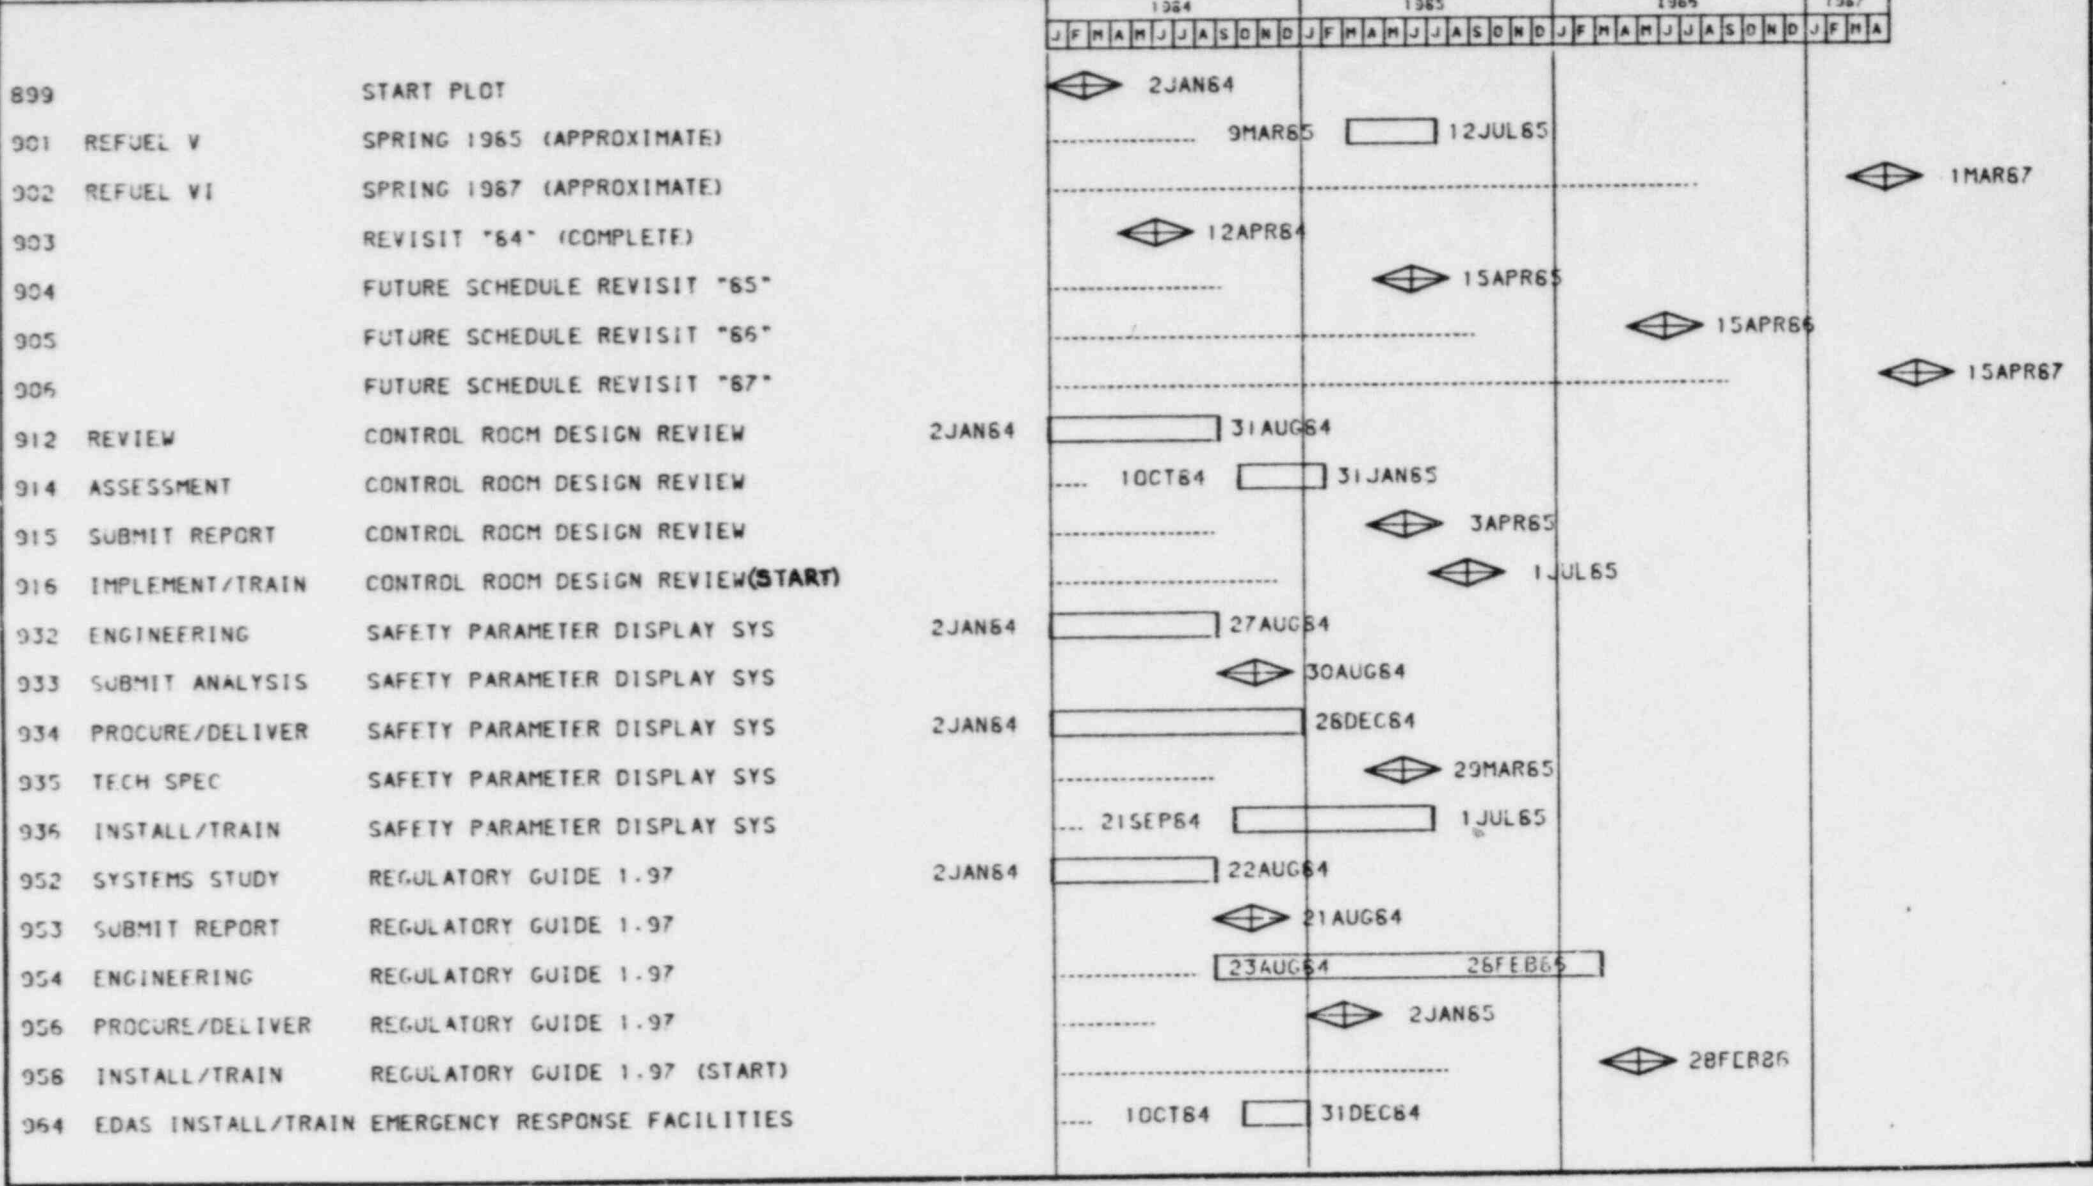 1984 1985 1986 1987
J F M A M J J A S O N D J F M A M J J A S O N D J F M A M J J A S O N D J F M A
899 START PLOT 2JAN84
901 REFUEL V SPRING 1985 (APPROXIMATE) 9MAR85 12JUL85
902 REFUEL VI SPRING 1987 (APPROXIMATE) 1MAR87
903 REVISIT "84" (COMPLETE) 12APR84
904 FUTURE SCHEDULE REVISIT "85" 15APR85
905 FUTURE SCHEDULE REVISIT "86" 15APR86
906 FUTURE SCHEDULE REVISIT "87" 15APR87
912 REVIEW CONTROL ROOM DESIGN REVIEW 2JAN84 31AUG84
914 ASSESSMENT CONTROL ROOM DESIGN REVIEW 1OCT84 31JAN85
915 SUBMIT REPORT CONTROL ROOM DESIGN REVIEW 3APR85
916 IMPLEMENT/TRAIN CONTROL ROOM DESIGN REVIEW(START) 1JUL85
932 ENGINEERING SAFETY PARAMETER DISPLAY SYS 2JAN84 27AUG84
933 SUBMIT ANALYSIS SAFETY PARAMETER DISPLAY SYS 30AUG84
934 PROCURE/DELIVER SAFETY PARAMETER DISPLAY SYS 2JAN84 28DEC84
935 TECH SPEC SAFETY PARAMETER DISPLAY SYS 29MAR85
936 INSTALL/TRAIN SAFETY PARAMETER DISPLAY SYS 21SEP84 1JUL85
952 SYSTEMS STUDY REGULATORY GUIDE 1.97 2JAN84 22AUG84
953 SUBMIT REPORT REGULATORY GUIDE 1.97 21AUG84
954 ENGINEERING REGULATORY GUIDE 1.97 23AUG84 28FEB86
956 PROCURE/DELIVER REGULATORY GUIDE 1.97 2JAN85
958 INSTALL/TRAIN REGULATORY GUIDE 1.97 (START) 28FEB86
964 EDAS INSTALL/TRAIN EMERGENCY RESPONSE FACILITIES 1OCT84 31DEC84